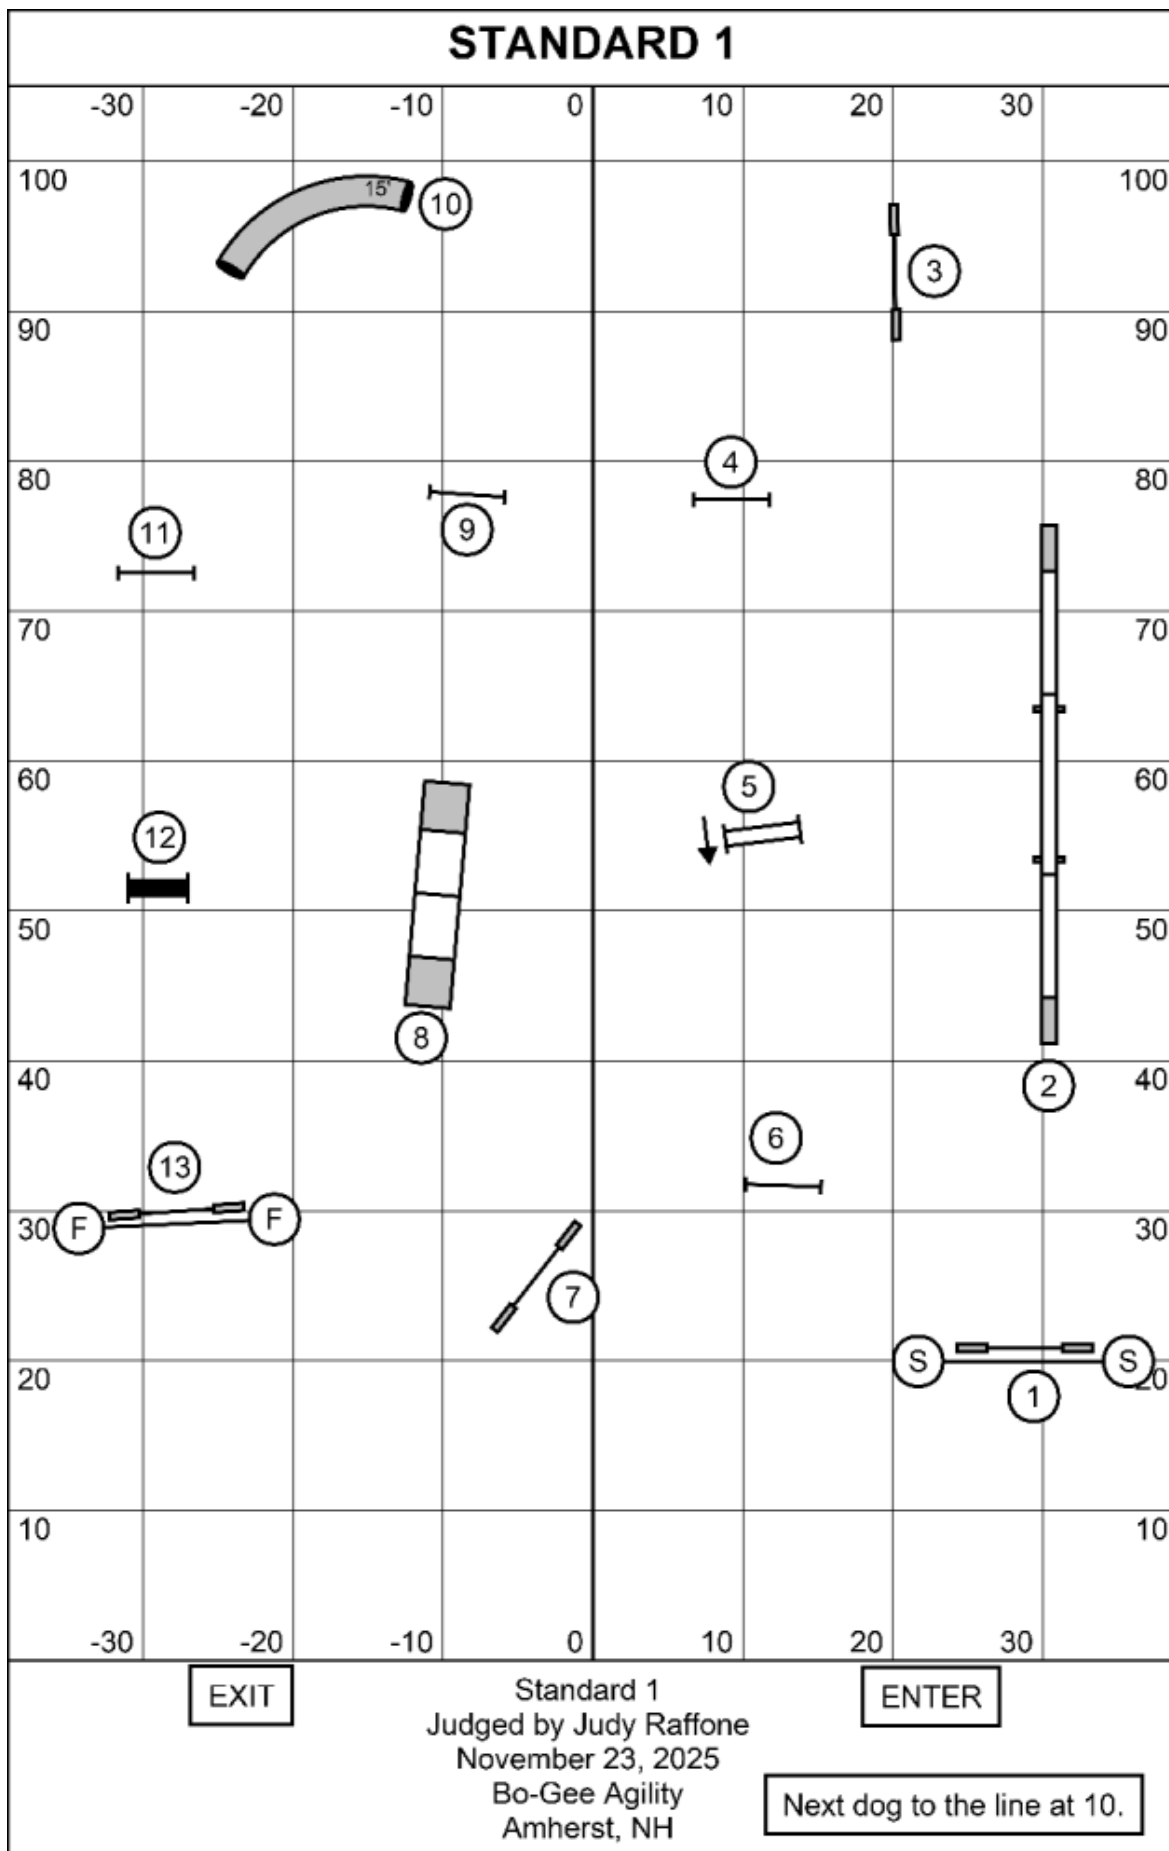 STANDARD 1
-30 -20 -10 0 10 20 30
100 100
15'
10
3
90 90
4
80 80
11
9
70 70
60 60
5
12
50 50
8
40 40
2
6
13
F F
30 30
7
S S
20 20
1
10 10
-30 -20 -10 0 10 20 30
EXIT
ENTER
Standard 1
Judged by Judy Raffone
November 23, 2025
Bo-Gee Agility
Amherst, NH
Next dog to the line at 10.